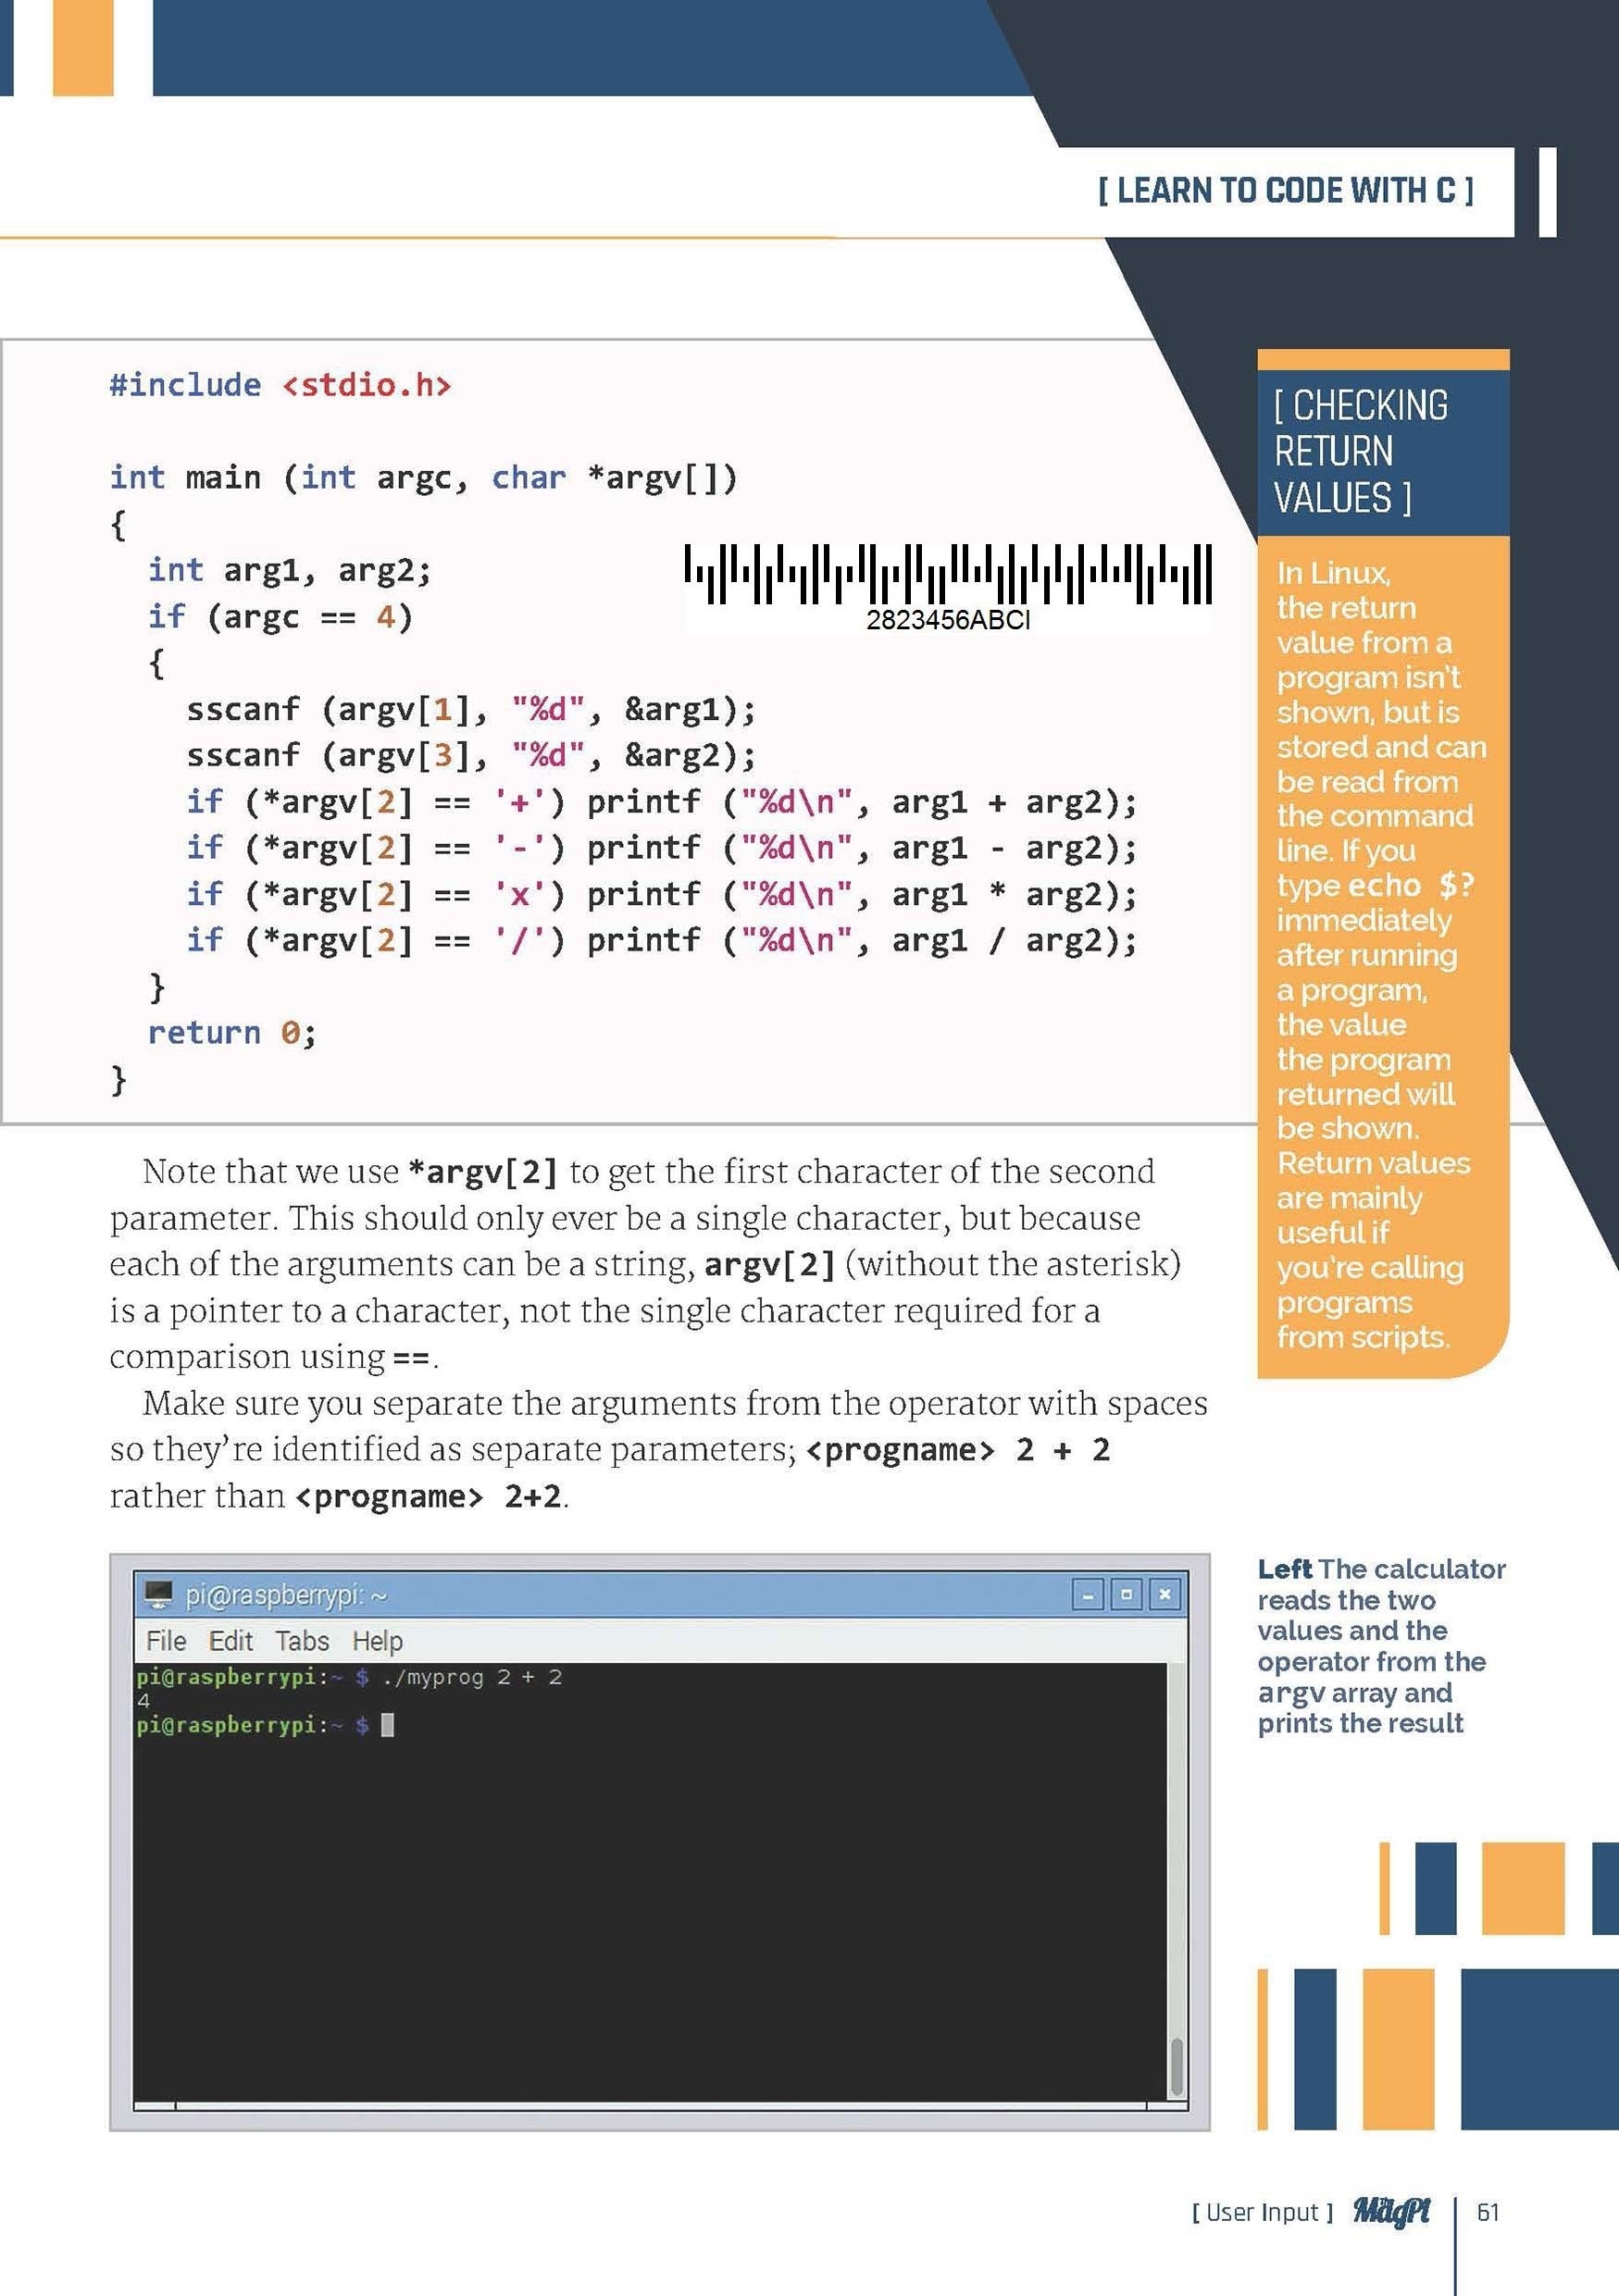 [ LEARN TO CODE WITH C ]
#include <stdio.h>
int main (int argc, char *argv[])
{
int arg1, arg2;
if (argc == 4)
{
sscanf (argv[1], "%d", &arg1);
sscanf (argv[3], "%d", &arg2);
if (*argv[2] == '+') printf ("%d\n", arg1 + arg2);
if (*argv[2] == '-') printf ("%d\n", arg1 - arg2);
if (*argv[2] == 'x') printf ("%d\n", arg1 * arg2);
if (*argv[2] == '/') printf ("%d\n", arg1 / arg2);
}
return 0;
}
2823456ABCI
[ CHECKING
RETURN
VALUES ]
In Linux,
the return
value from a
program isn't
shown, but is
stored and can
be read from
the command
line. If you
type echo $?
immediately
after running
a program,
the value
the program
returned will
be shown.
Return values
are mainly
useful if
you're calling
programs
from scripts.
Note that we use *argv[2] to get the first character of the second
parameter. This should only ever be a single character, but because
each of the arguments can be a string, argv[2] (without the asterisk)
is a pointer to a character, not the single character required for a
comparison using ==.
Make sure you separate the arguments from the operator with spaces
so they're identified as separate parameters; <progname> 2 + 2
rather than <progname> 2+2.
pi@raspberrypi: ~
File Edit Tabs Help
pi@raspberrypi:~ $ ./myprog 2 + 2
4
pi@raspberrypi:~ $
Left The calculator
reads the two
values and the
operator from the
argv array and
prints the result
[ User Input ] The MagPi 61